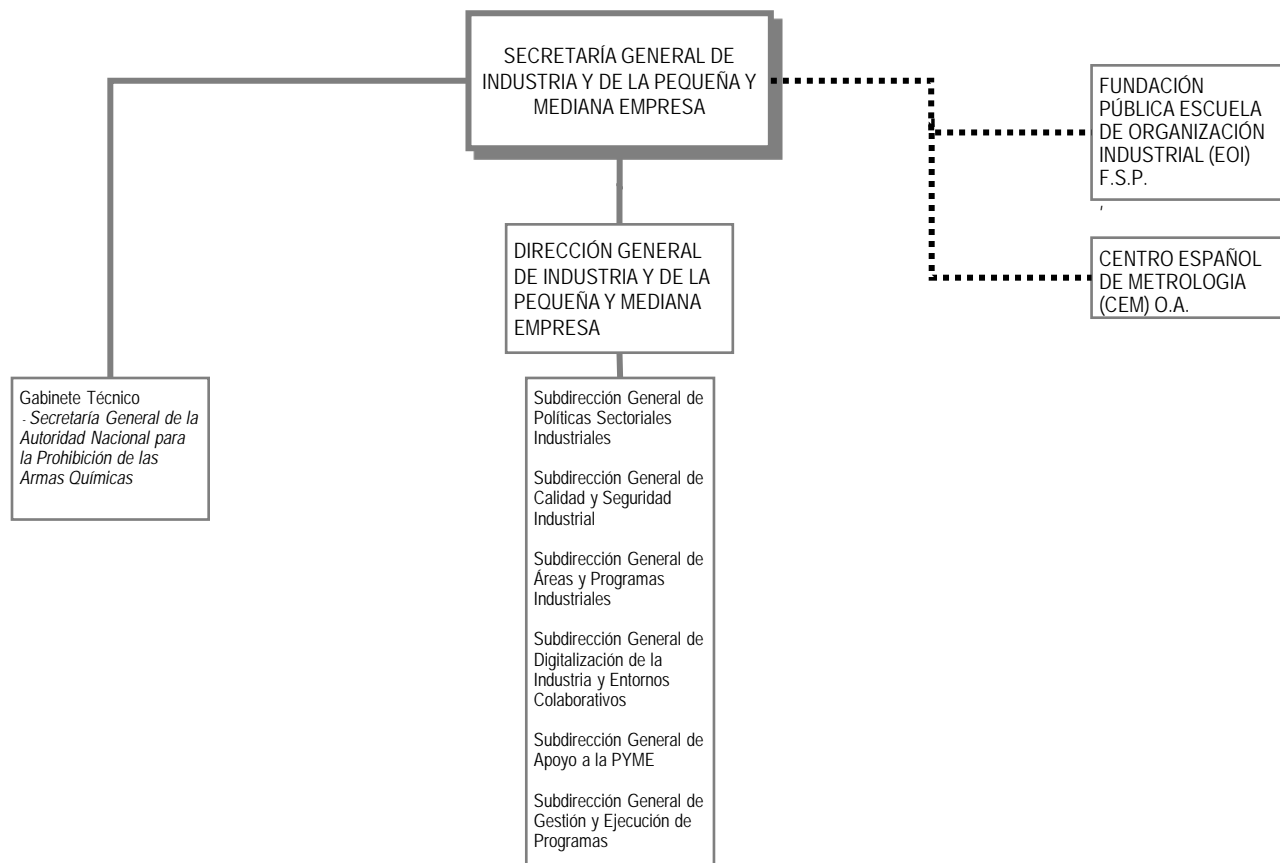 SECRETARÍA GENERAL DE
INDUSTRIA Y DE LA PEQUEÑA Y
MEDIANA EMPRESA
FUNDACIÓN
PÚBLICA ESCUELA
DE ORGANIZACIÓN
INDUSTRIAL (EOI)
F.S.P.
,
DIRECCIÓN GENERAL
DE INDUSTRIA Y DE LA
PEQUEÑA Y MEDIANA
EMPRESA
CENTRO ESPAÑOL
DE METROLOGIA
(CEM) O.A.
Gabinete Técnico
- Secretaría General de la
Autoridad Nacional para
la Prohibición de las
Armas Químicas
Subdirección General de
Políticas Sectoriales
Industriales
Subdirección General de
Calidad y Seguridad
Industrial
Subdirección General de
Áreas y Programas
Industriales
Subdirección General de
Digitalización de la
Industria y Entornos
Colaborativos
Subdirección General de
Apoyo a la PYME
Subdirección General de
Gestión y Ejecución de
Programas